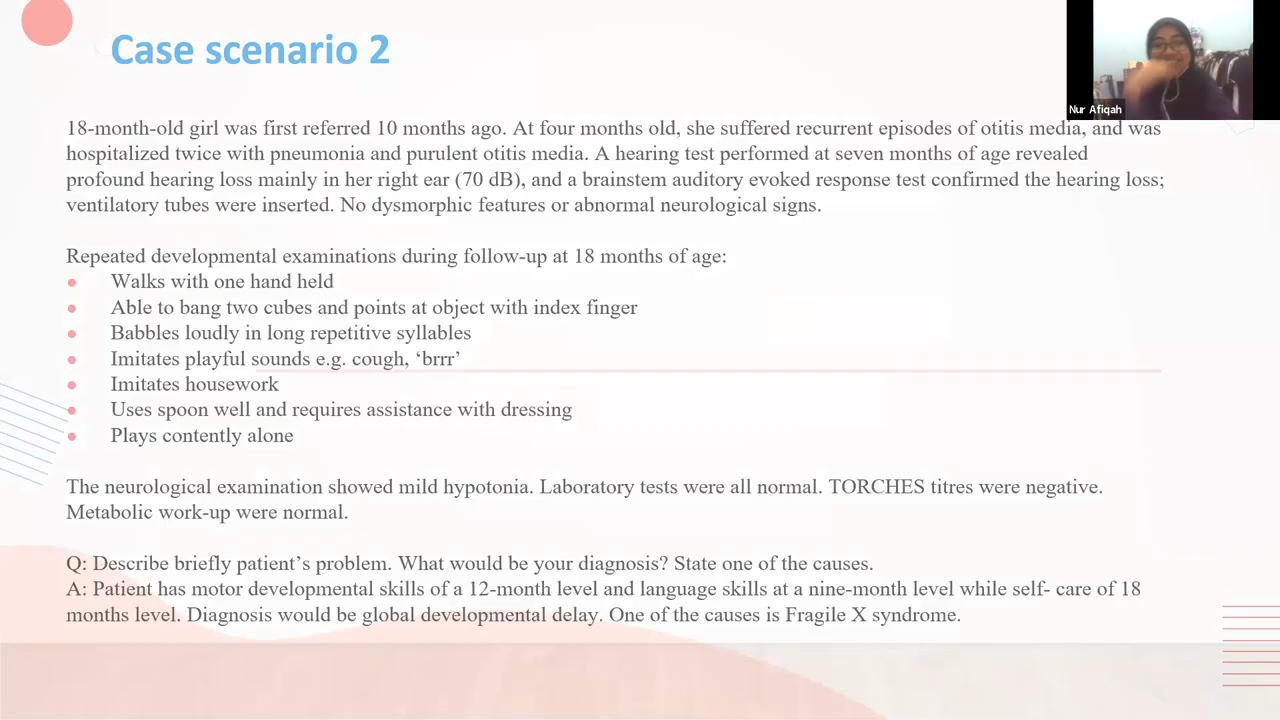 Case scenario 2
Nur Afiqah
18-month-old girl was first referred 10 months ago. At four months old, she suffered recurrent episodes of otitis media, and was
hospitalized twice with pneumonia and purulent otitis media. A hearing test performed at seven months of age revealed
profound hearing loss mainly in her right ear (70 dB), and a brainstem auditory evoked response test confirmed the hearing loss;
ventilatory tubes were inserted. No dysmorphic features or abnormal neurological signs.
Repeated developmental examinations during follow-up at 18 months of age:
● Walks with one hand held
● Able to bang two cubes and points at object with index finger
● Babbles loudly in long repetitive syllables
● Imitates playful sounds e.g. cough, ‘brrr’
● Imitates housework
● Uses spoon well and requires assistance with dressing
● Plays contently alone
The neurological examination showed mild hypotonia. Laboratory tests were all normal. TORCHES titres were negative.
Metabolic work-up were normal.
Q: Describe briefly patient’s problem. What would be your diagnosis? State one of the causes.
A: Patient has motor developmental skills of a 12-month level and language skills at a nine-month level while self- care of 18
months level. Diagnosis would be global developmental delay. One of the causes is Fragile X syndrome.